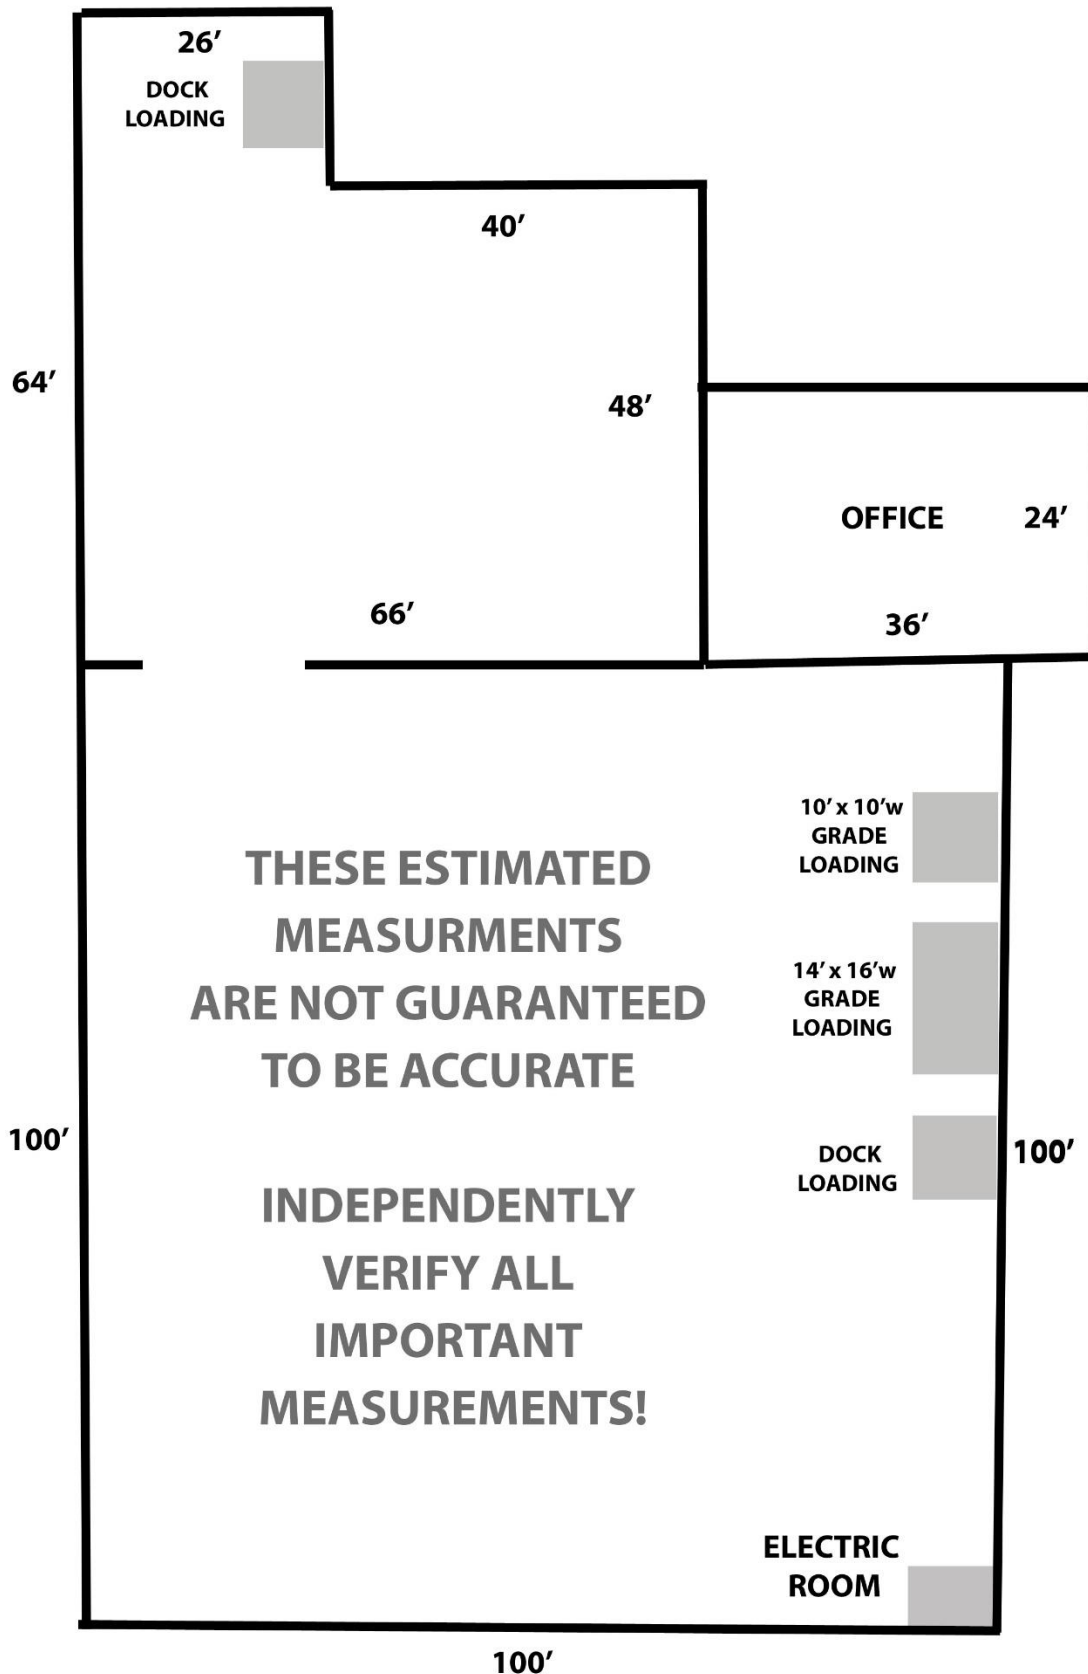 26′
DOCK
LOADING
40′
64′
48′
OFFICE
24′
66′
36′
10′ x 10′w
GRADE
LOADING
THESE ESTIMATED
MEASURMENTS
ARE NOT GUARANTEED
TO BE ACCURATE
14′ x 16′w
GRADE
LOADING
100′
DOCK
LOADING
100′
INDEPENDENTLY
VERIFY ALL
IMPORTANT
MEASUREMENTS!
ELECTRIC
ROOM
100′